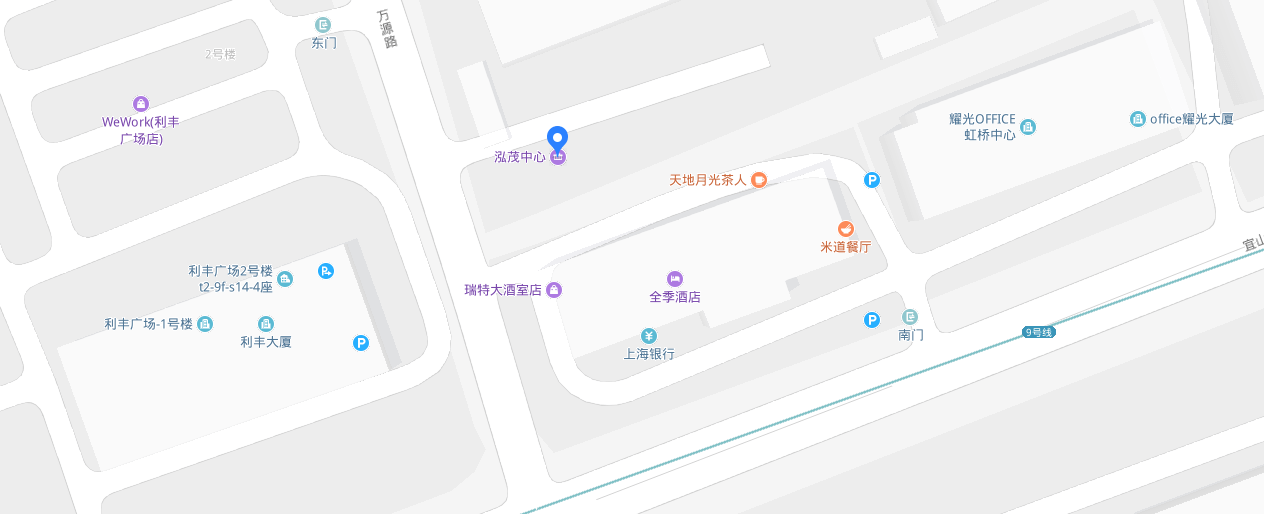 万源路
东门
2号楼
WeWork(利丰
广场店)
耀光OFFICE
虹桥中心
office耀光大厦
泓茂中心
天地月光茶人
P
米道餐厅
宜山
利丰广场2号楼
t2-9f-s14-4座
P
瑞特大酒室店
全季酒店
利丰广场-1号楼
利丰大厦
P
上海银行
¥
P
南门
9号线